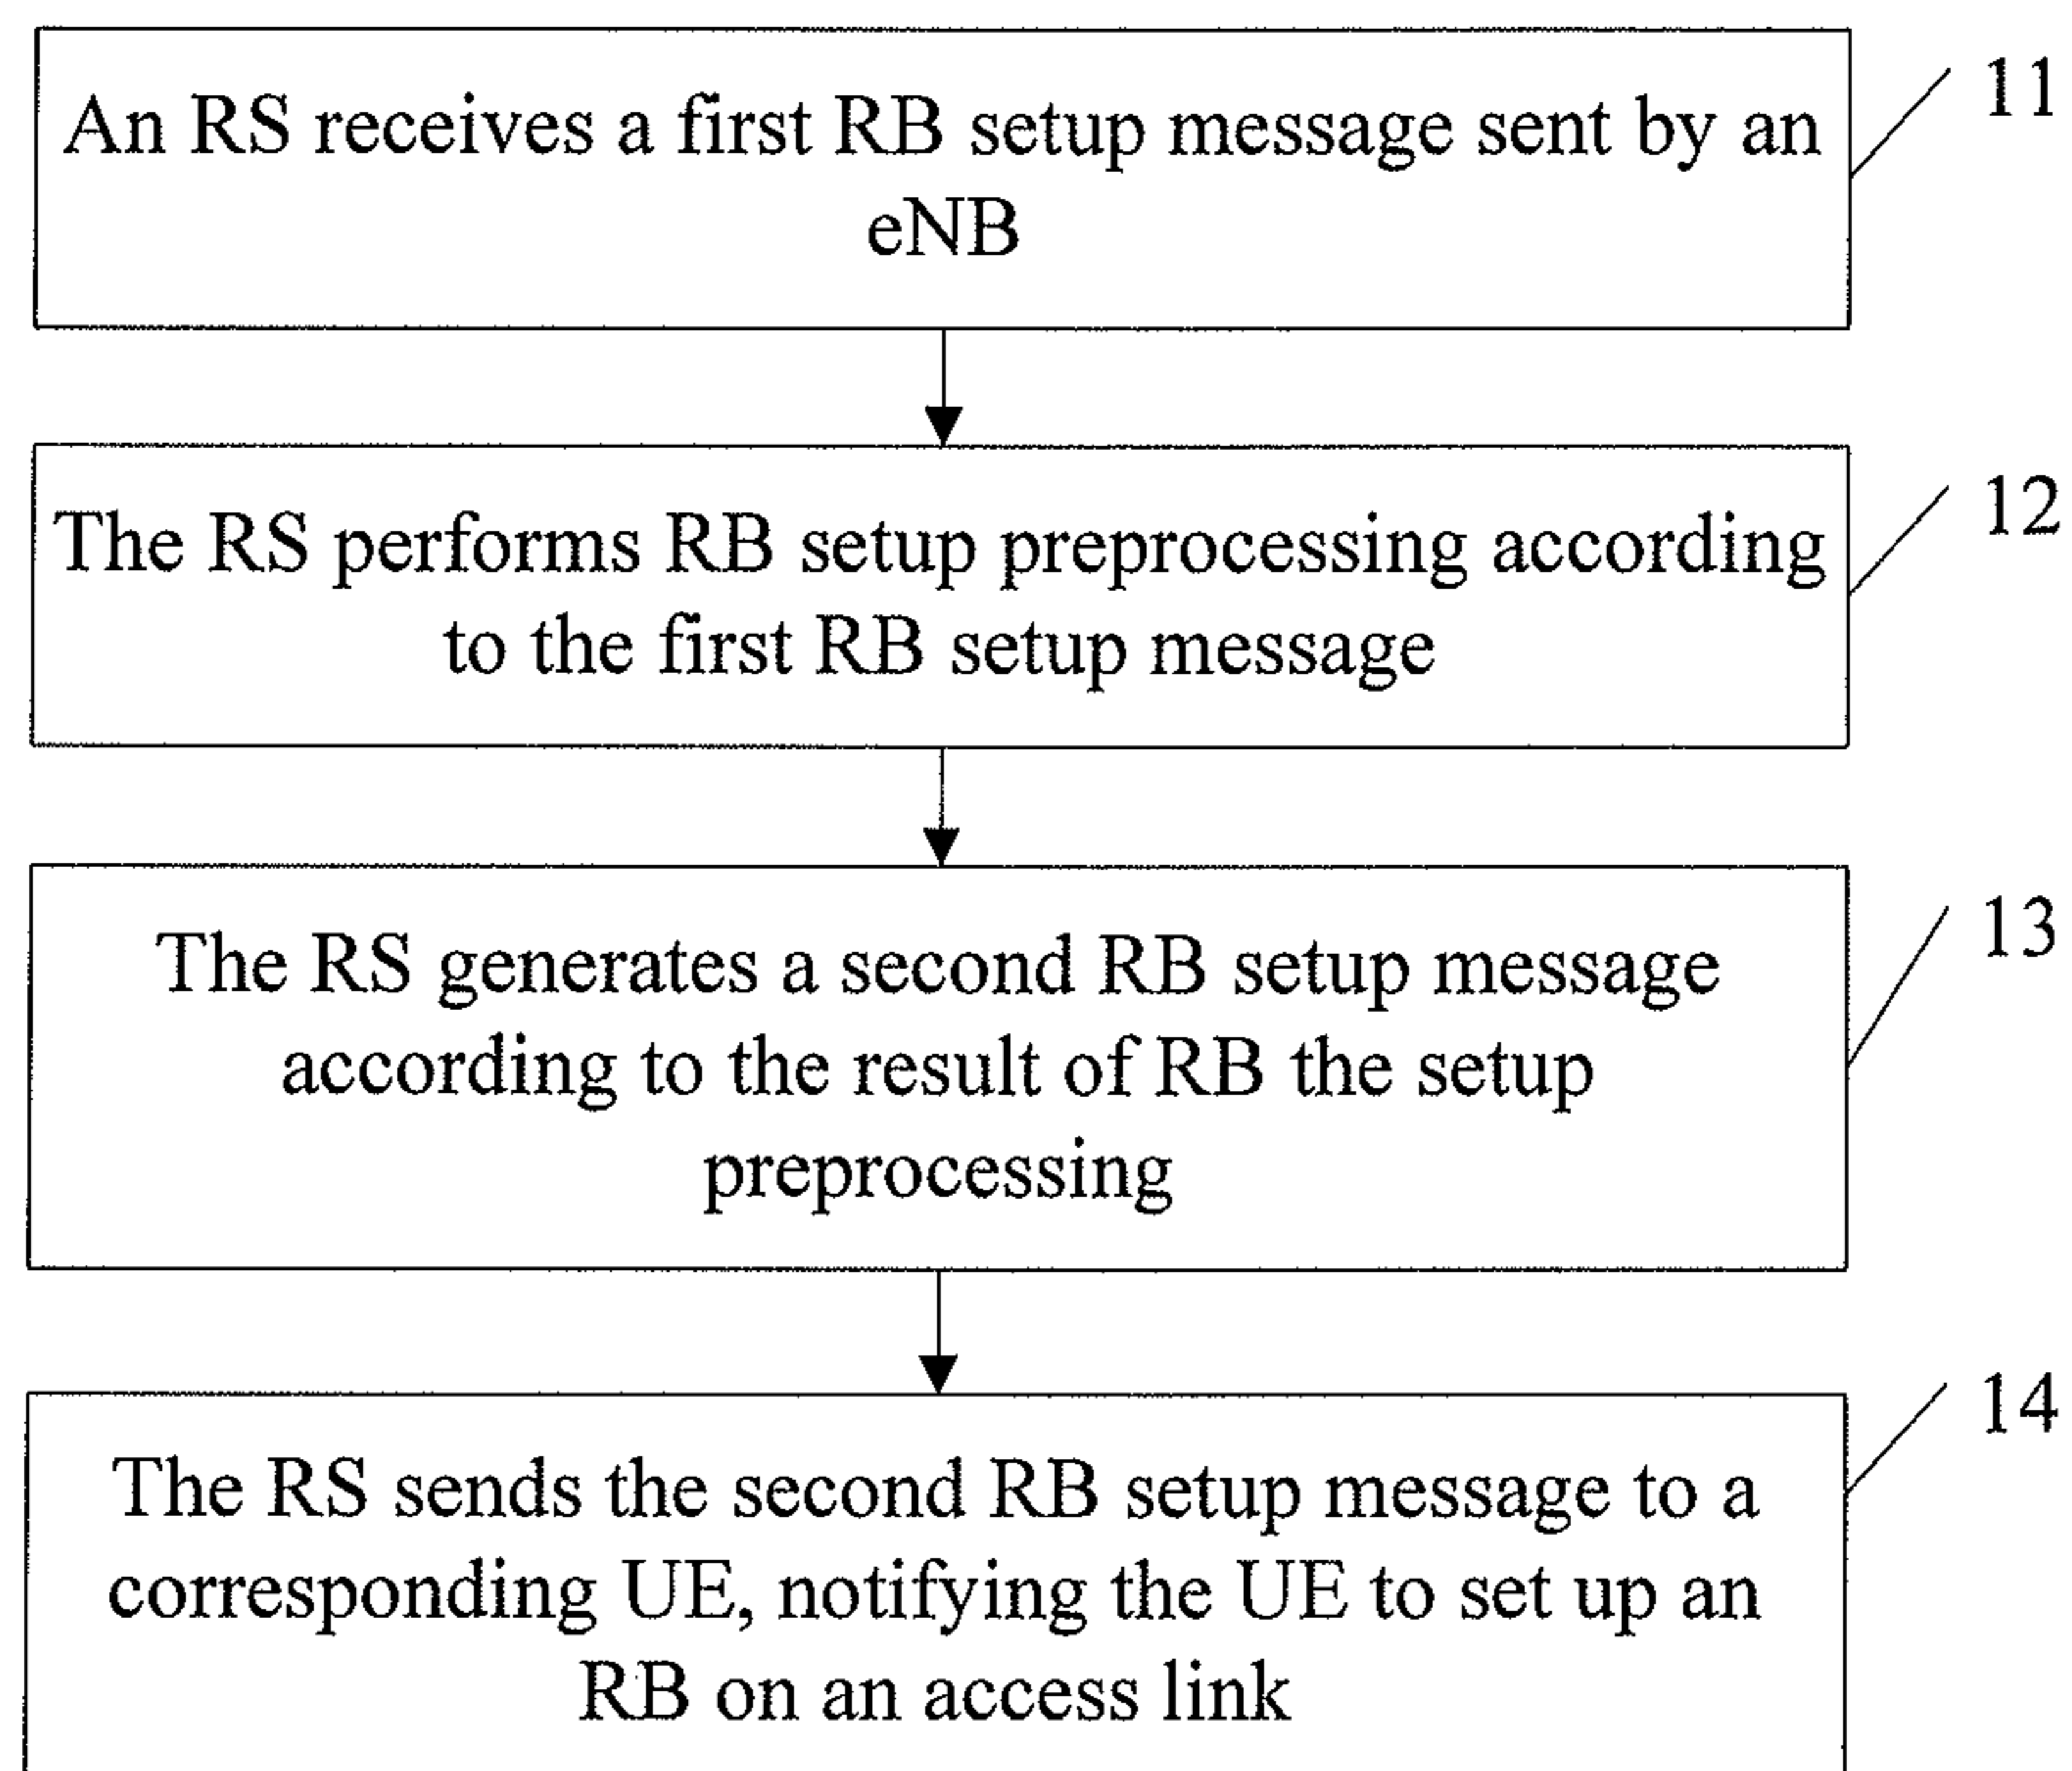 An RS receives a first RB setup message sent by an
eNB
11
The RS performs RB setup preprocessing according
to the first RB setup message
12
The RS generates a second RB setup message
according to the result of RB the setup
preprocessing
13
The RS sends the second RB setup message to a
corresponding UE, notifying the UE to set up an
RB on an access link
14